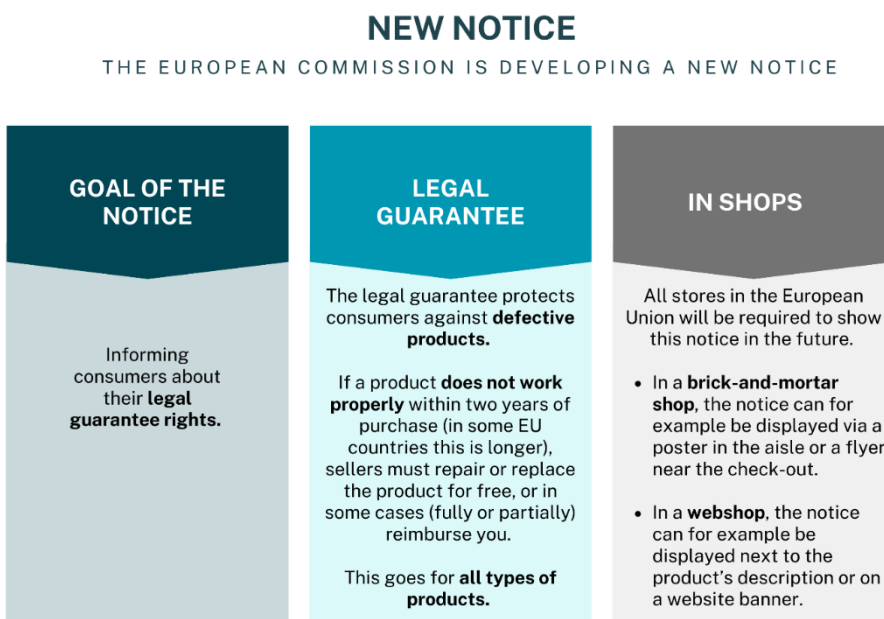 NEW NOTICE
THE EUROPEAN COMMISSION IS DEVELOPING A NEW NOTICE
GOAL OF THE
NOTICE
Informing
consumers about
their legal
guarantee rights.
LEGAL
GUARANTEE
The legal guarantee protects
consumers against defective
products.
If a product does not work
properly within two years of
purchase (in some EU
countries this is longer),
sellers must repair or replace
the product for free, or in
some cases (fully or partially)
reimburse you.
This goes for all types of
products.
IN SHOPS
All stores in the European
Union will be required to show
this notice in the future.
• In a brick-and-mortar
shop, the notice can for
example be displayed via a
poster in the aisle or a flyer
near the check-out.
• In a webshop, the notice
can for example be
displayed next to the
product's description or on
a website banner.